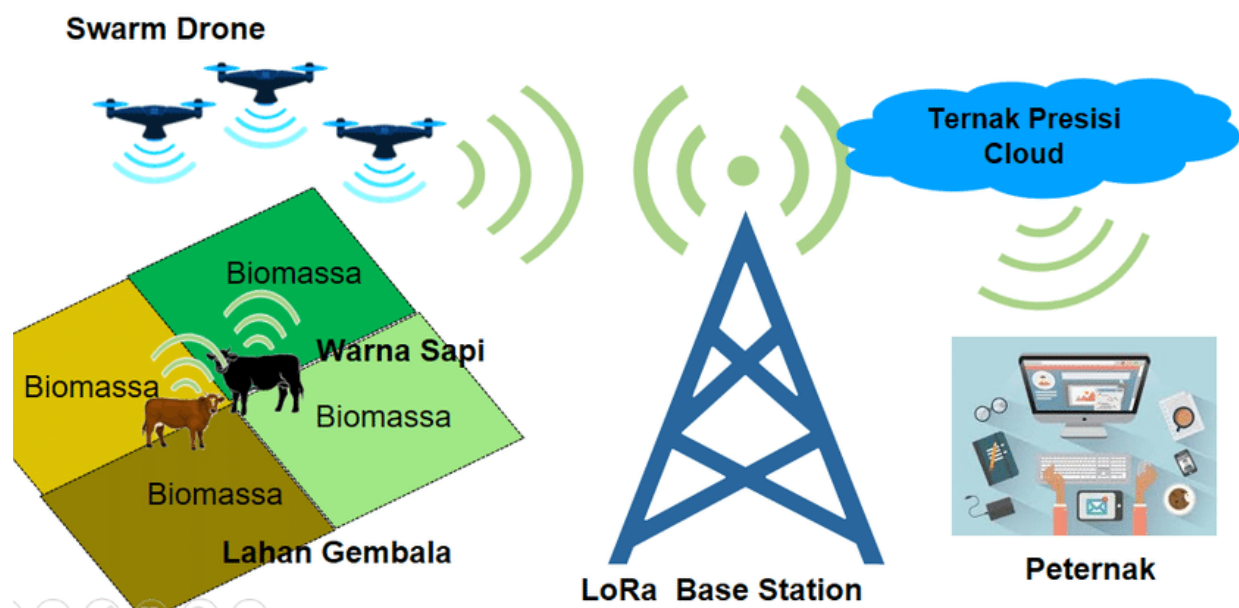 Swarm Drone
Ternak Presisi
Cloud
Biomassa
Warna Sapi
Biomassa
Biomassa
Biomassa
Lahan Gembala
LoRa  Base Station
Peternak